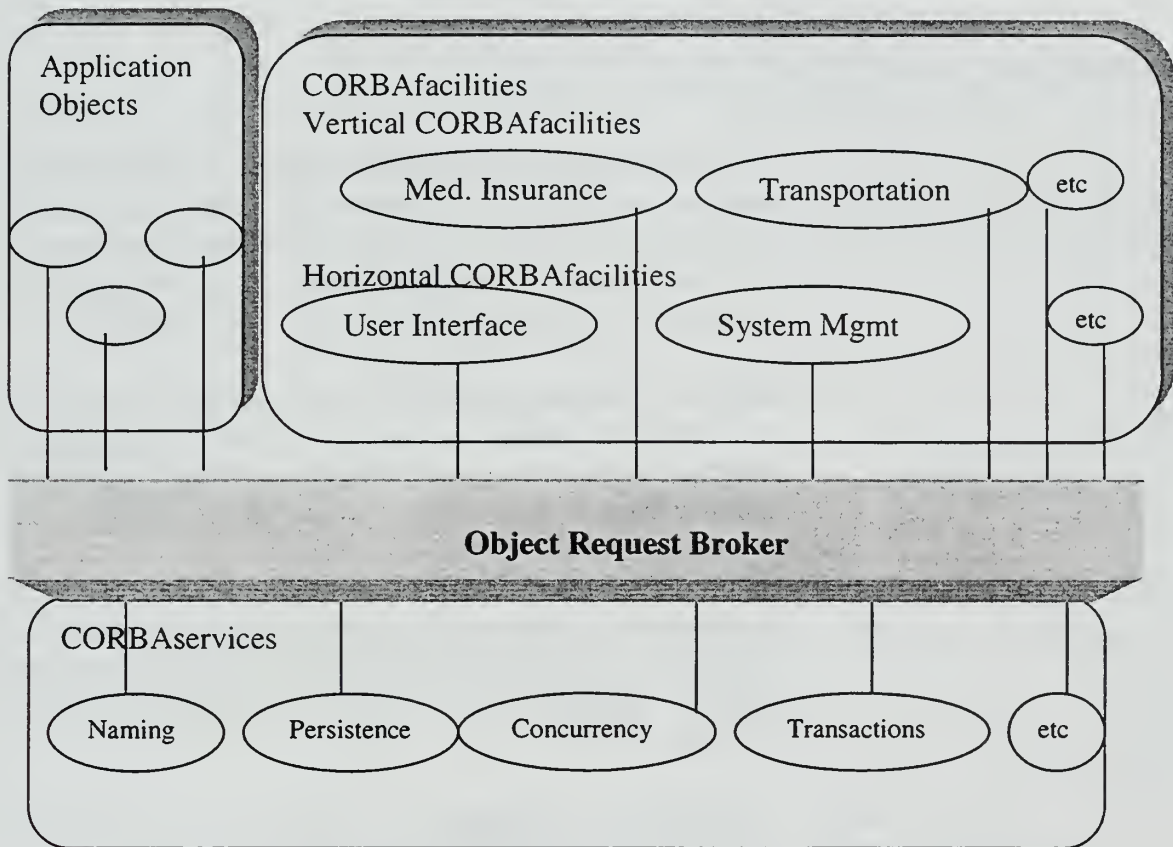 Application
Objects
CORBAfacilities
Vertical CORBAfacilities
Med. Insurance
Transportation
etc
Horizontal CORBAfacilities
User Interface
System Mgmt
etc
Object Request Broker
CORBAservices
Naming
Persistence
Concurrency
Transactions
etc